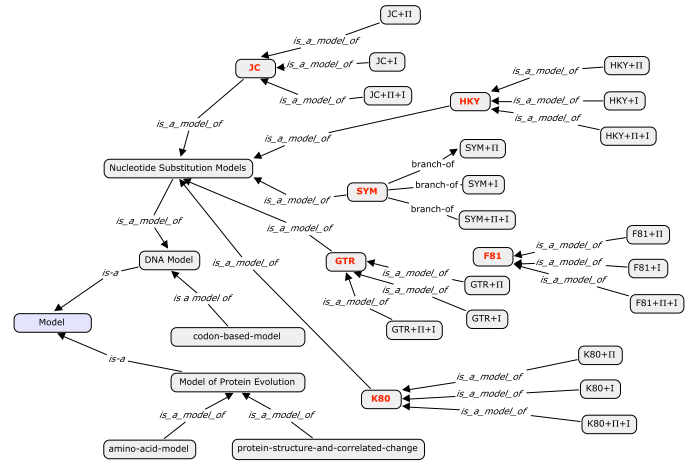 JC+Π
is_a_model_of
JC
is_a_model_of
JC+I
is_a_model_of
JC+Π+I
HKY
is_a_model_of
HKY+Π
is_a_model_of
HKY+I
is_a_model_of
HKY+Π+I
is_a_model_of
is_a_model_of
Nucleotide Substitution Models
SYM
branch-of
SYM+Π
branch-of
SYM+I
branch-of
SYM+Π+I
is_a_model_of
is_a_model_of
is_a_model_of
is_a_model_of
DNA Model
GTR
is_a_model_of
GTR+Π
is_a_model_of
GTR+I
is_a_model_of
GTR+Π+I
F81
is_a_model_of
F81+Π
is_a_model_of
F81+I
is_a_model_of
F81+Π+I
is-a
is a model of
Model
codon-based-model
is-a
Model of Protein Evolution
K80
is_a_model_of
K80+Π
is_a_model_of
K80+I
is_a_model_of
K80+Π+I
is_a_model_of
is_a_model_of
amino-acid-model
protein-structure-and-correlated-change